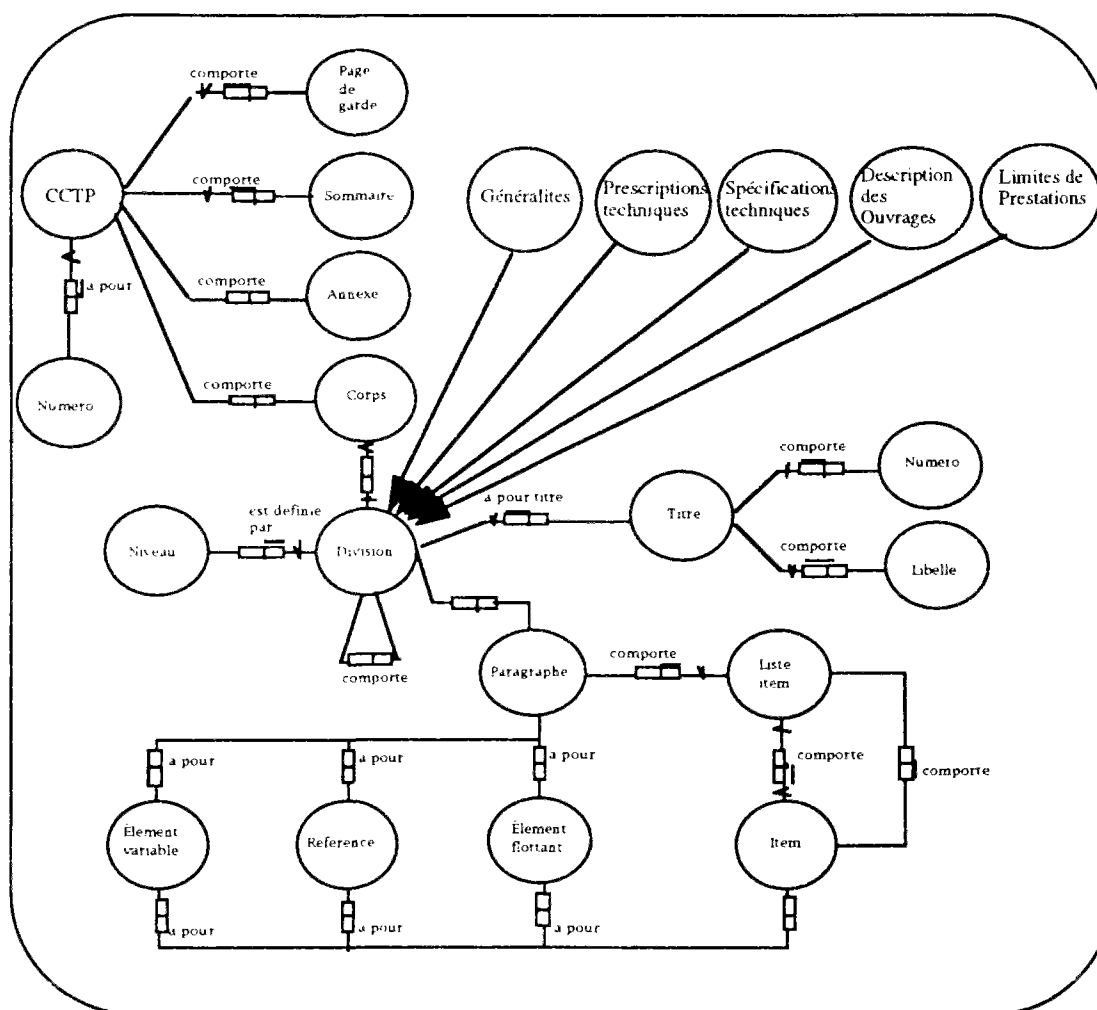 comporte
Page
de
garde
CCTP
comporte
Sommaire
Généralites
Prescriptions
techniques
Spécifications
techniques
Description
des
Ouvrages
Limites de
Prestations
a pour
comporte
Annexe
Numero
comporte
Corps
comporte
Numero
est definie
par
a pour titre
Titre
Niveau
Division
comporte
Libelle
comporte
Paragraphe
comporte
Liste
item
a pour
a pour
a pour
comporte
comporte
Élement
variable
Reference
Élement
flottant
Item
a pour
a pour
a pour